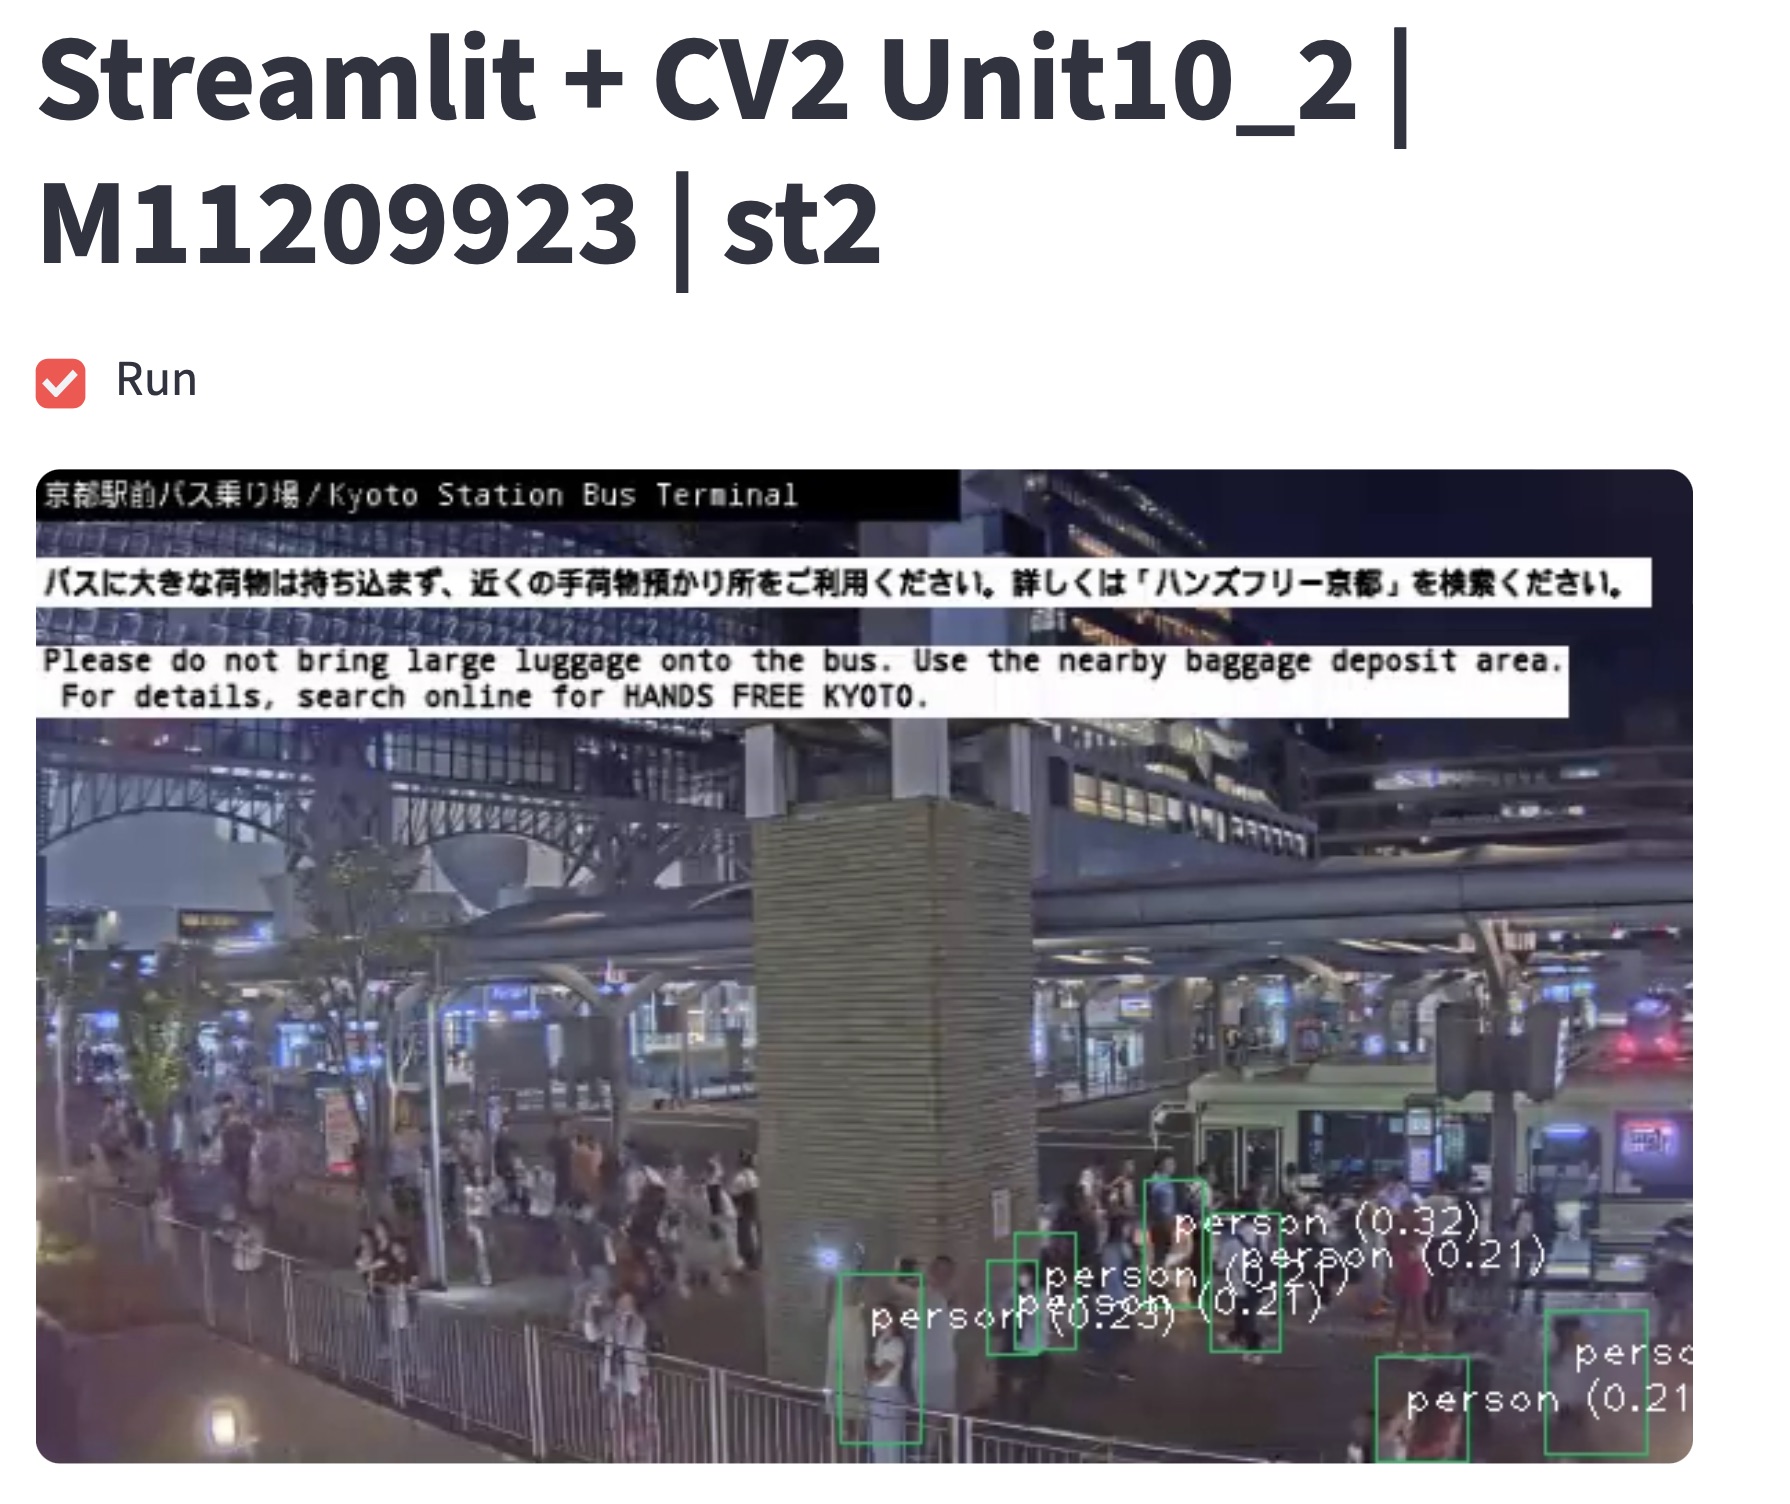 Streamlit + CV2 Unit10_2 |
M11209923 | st2
Run
京都駅前バス乗り場/Kyoto Station Bus Terminal
バスに大きな荷物は持ち込まず、近くの手荷物預かり所をご利用ください。詳しくは「ハンズフリー京都」を検索ください。
Please do not bring large luggage onto the bus. Use the nearby baggage deposit area.
For details, search online for HANDS FREE KYOTO.
person (0.32)
person (0.21)
person (0.21)
person (0.21)
person (0.23)
perso
person (0.21